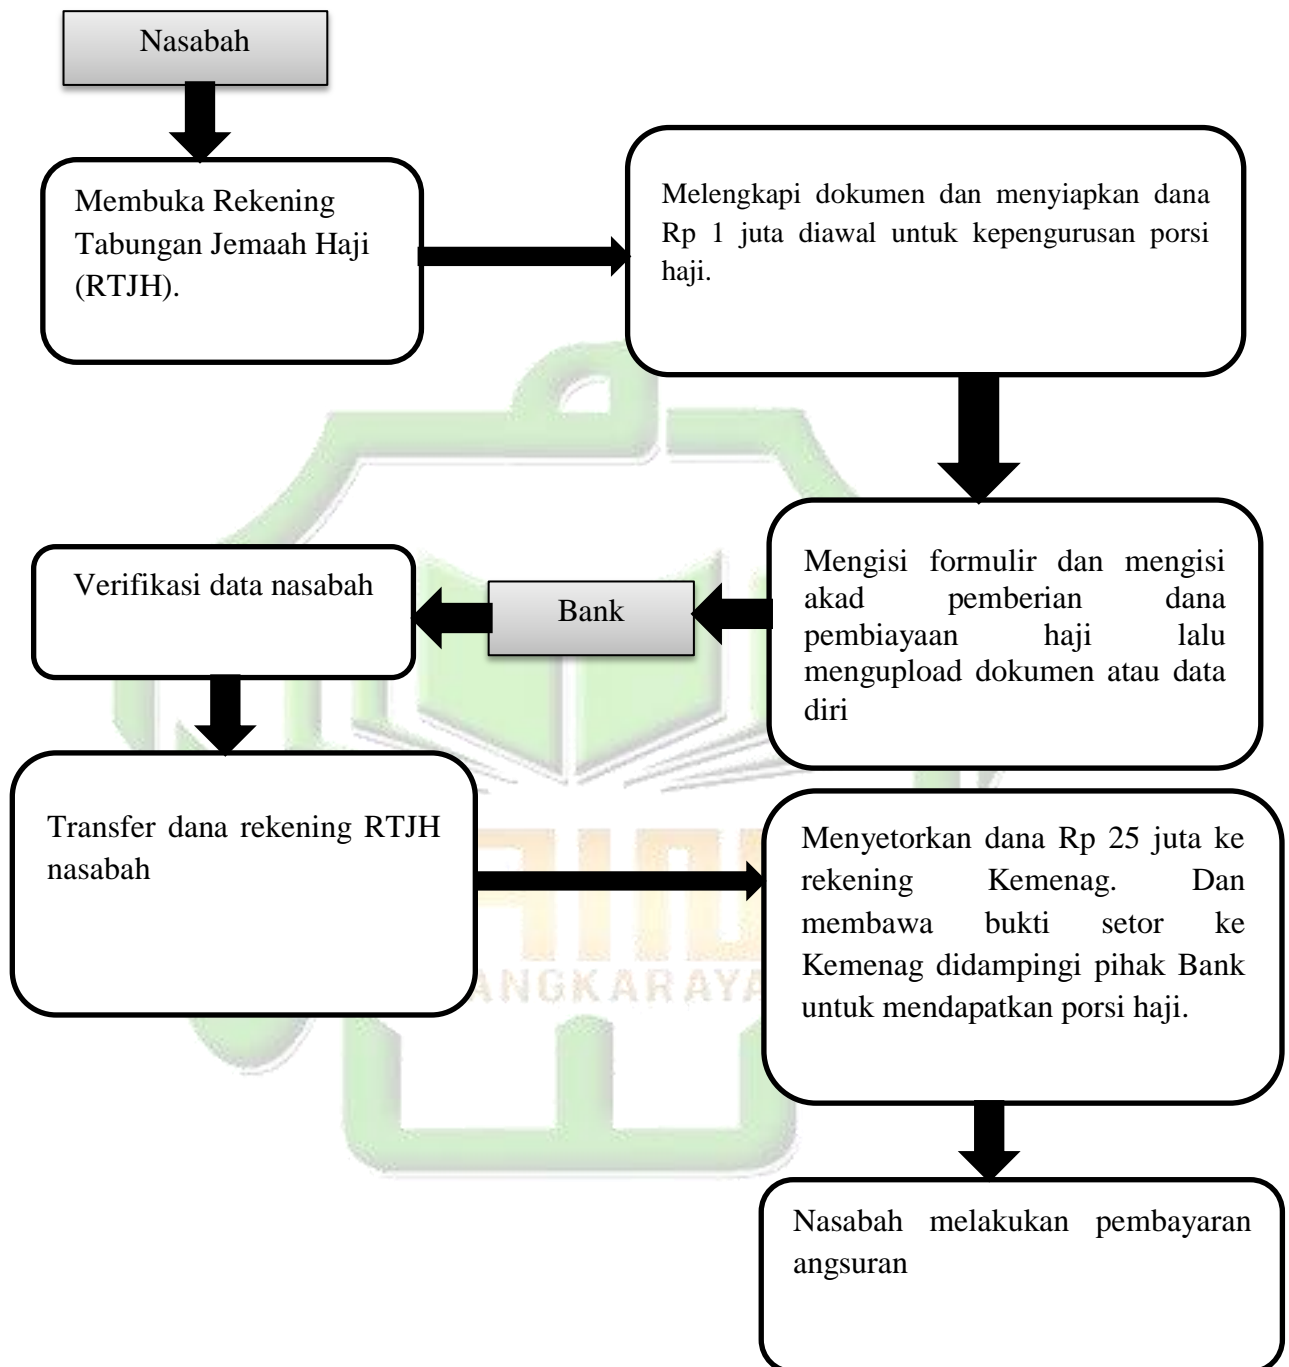 Nasabah
Membuka Rekening
Tabungan Jemaah Haji
(RTJH).
Melengkapi dokumen dan menyiapkan dana
Rp 1 juta diawal untuk kepengurusan porsi
haji.
Mengisi formulir dan mengisi
akad pemberian dana
pembiayaan haji lalu
mengupload dokumen atau data
diri
Bank
Verifikasi data nasabah
Transfer dana rekening RTJH
nasabah
Menyetorkan dana Rp 25 juta ke
rekening Kemenag. Dan
membawa bukti setor ke
Kemenag didampingi pihak Bank
untuk mendapatkan porsi haji.
Nasabah melakukan pembayaran
angsuran